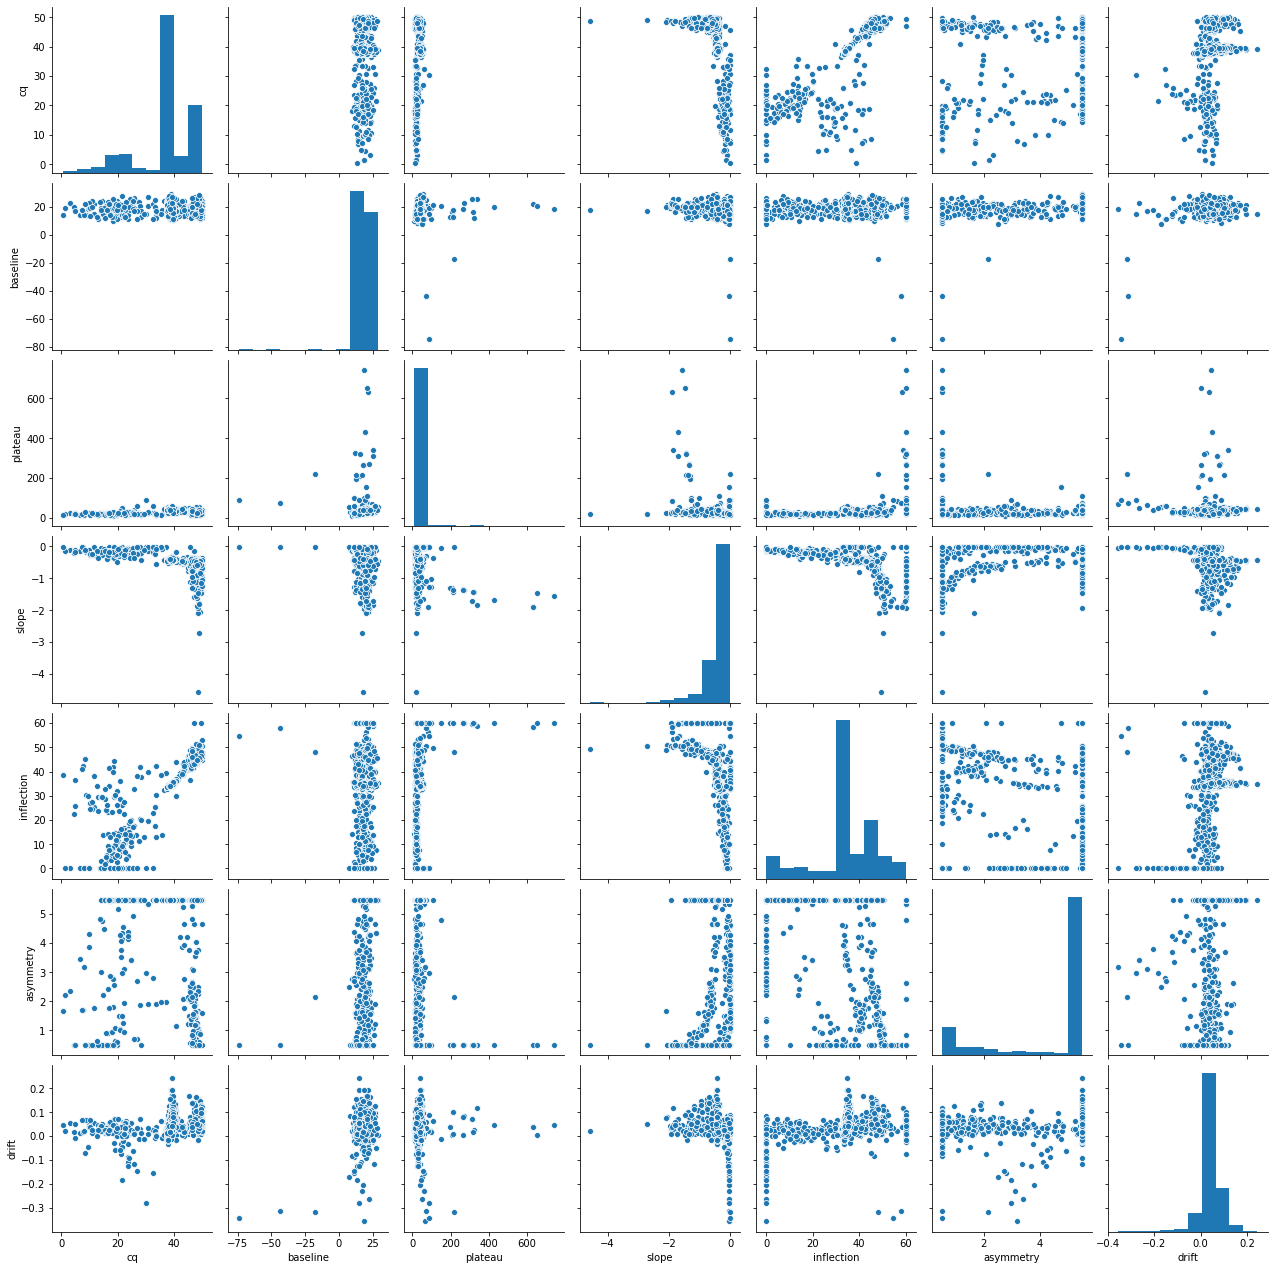 50
40
30
20
10
0
cq
20
0
−20
−40
−60
−80
baseline
600
400
200
0
plateau
0
−1
−2
−3
−4
slope
60
50
40
30
20
10
0
inflection
5
4
3
2
1
asymmetry
0.2
0.1
0.0
−0.1
−0.2
−0.3
drift
0 20 40
−75 −50 −25 0 25
0 200 400 600
−4 −2 0
0 20 40 60
2 4
−0.4 −0.2 0.0 0.2
cq baseline plateau slope inflection asymmetry drift